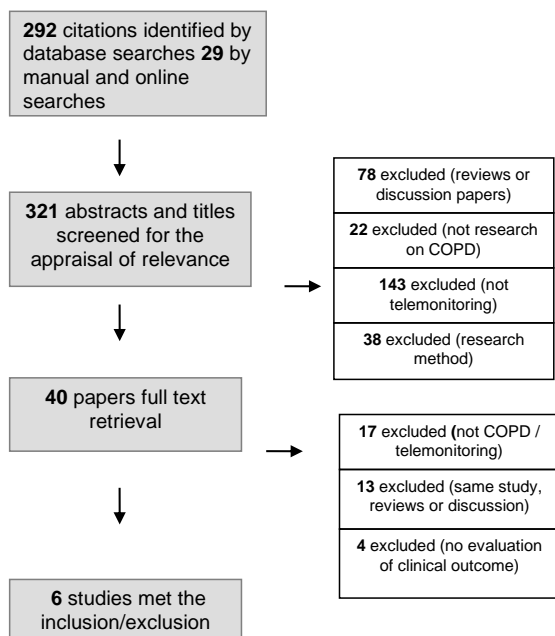 292 citations identified by
database searches 29 by
manual and online
searches
321 abstracts and titles
screened for the
appraisal of relevance
78 excluded (reviews or
discussion papers)
22 excluded (not research
on COPD)
143 excluded (not
telemonitoring)
38 excluded (research
method)
40 papers full text
retrieval
17 excluded (not COPD /
telemonitoring)
13 excluded (same study,
reviews or discussion)
4 excluded (no evaluation
of clinical outcome)
6 studies met the
inclusion/exclusion